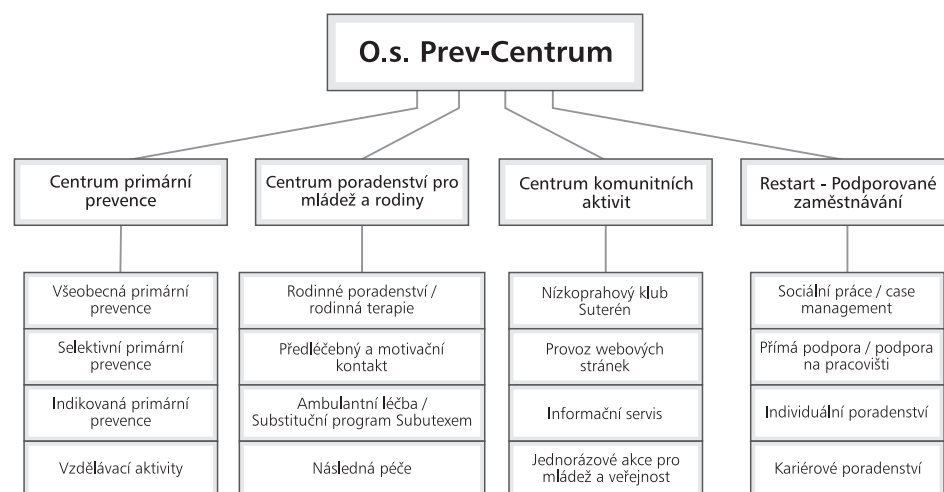 O.s. Prev-Centrum
Centrum primární
prevence
Centrum poradenství pro
mládež a rodiny
Centrum komunitních
aktivit
Restart - Podporované
zaměstnávání
Všeobecná primární
prevence
Selektivní primární
prevence
Indikovaná primární
prevence
Vzdělávací aktivity
Rodinné poradenství /
rodinná terapie
Předléčebný a motivační
kontakt
Ambulantní léčba /
Substituční program Subutexem
Následná péče
Nízkoprahový klub
Suterén
Provoz webových
stránek
Informační servis
Jednorázové akce pro
mládež a veřejnost
Sociální práce / case
management
Přímá podpora / podpora
na pracovišti
Individuální poradenství
Kariérové poradenství